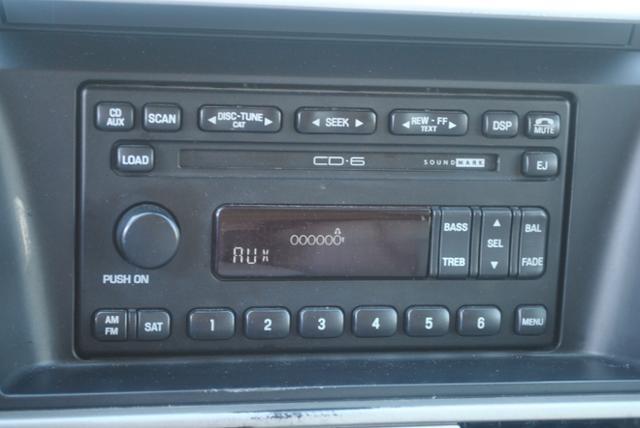 CD AUX SCAN DISC-TUNE CAT SEEK REW - FF TEXT DSP MUTE
LOAD CD·6 SOUNDMARK EJ
000000
AUX
BASS SEL BAL
TREB FADE
PUSH ON
AM FM SAT 1 2 3 4 5 6 MENU